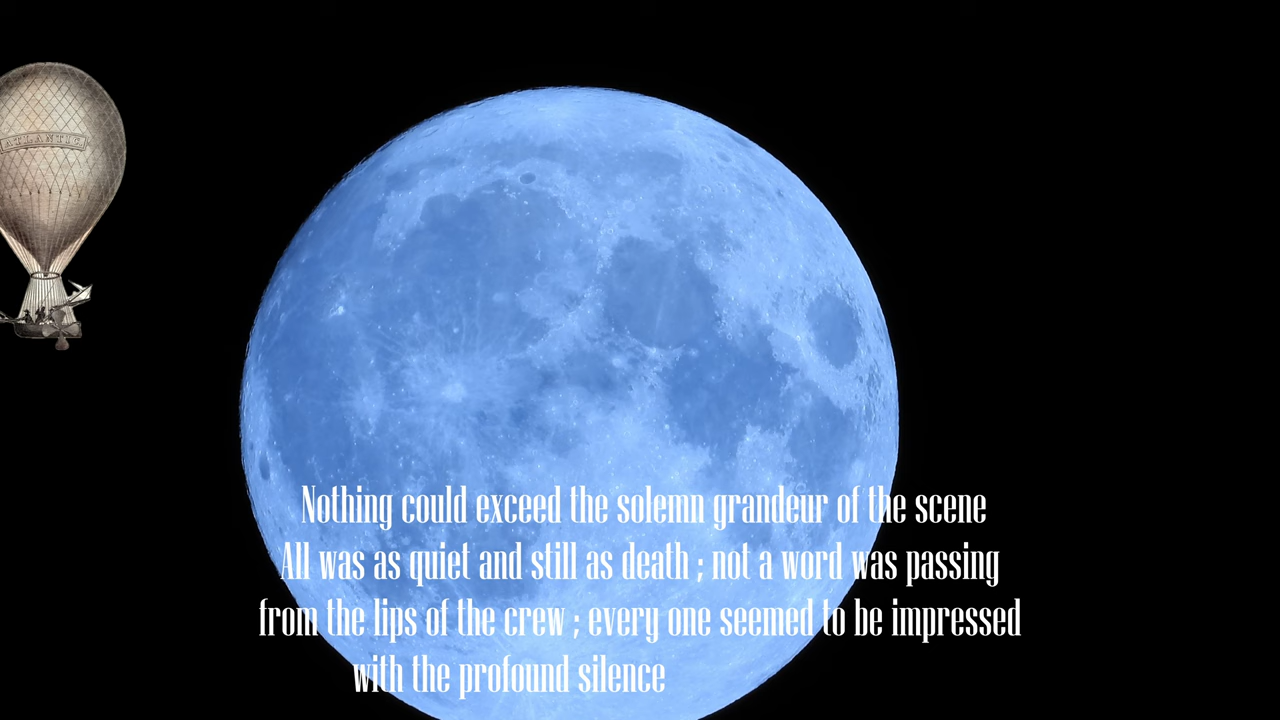 ATLANTIC
Nothing could exceed the solemn grandeur of the scene
All was as quiet and still as death ; not a word was passing
from the lips of the crew ; every one seemed to be impressed
with the profound silence